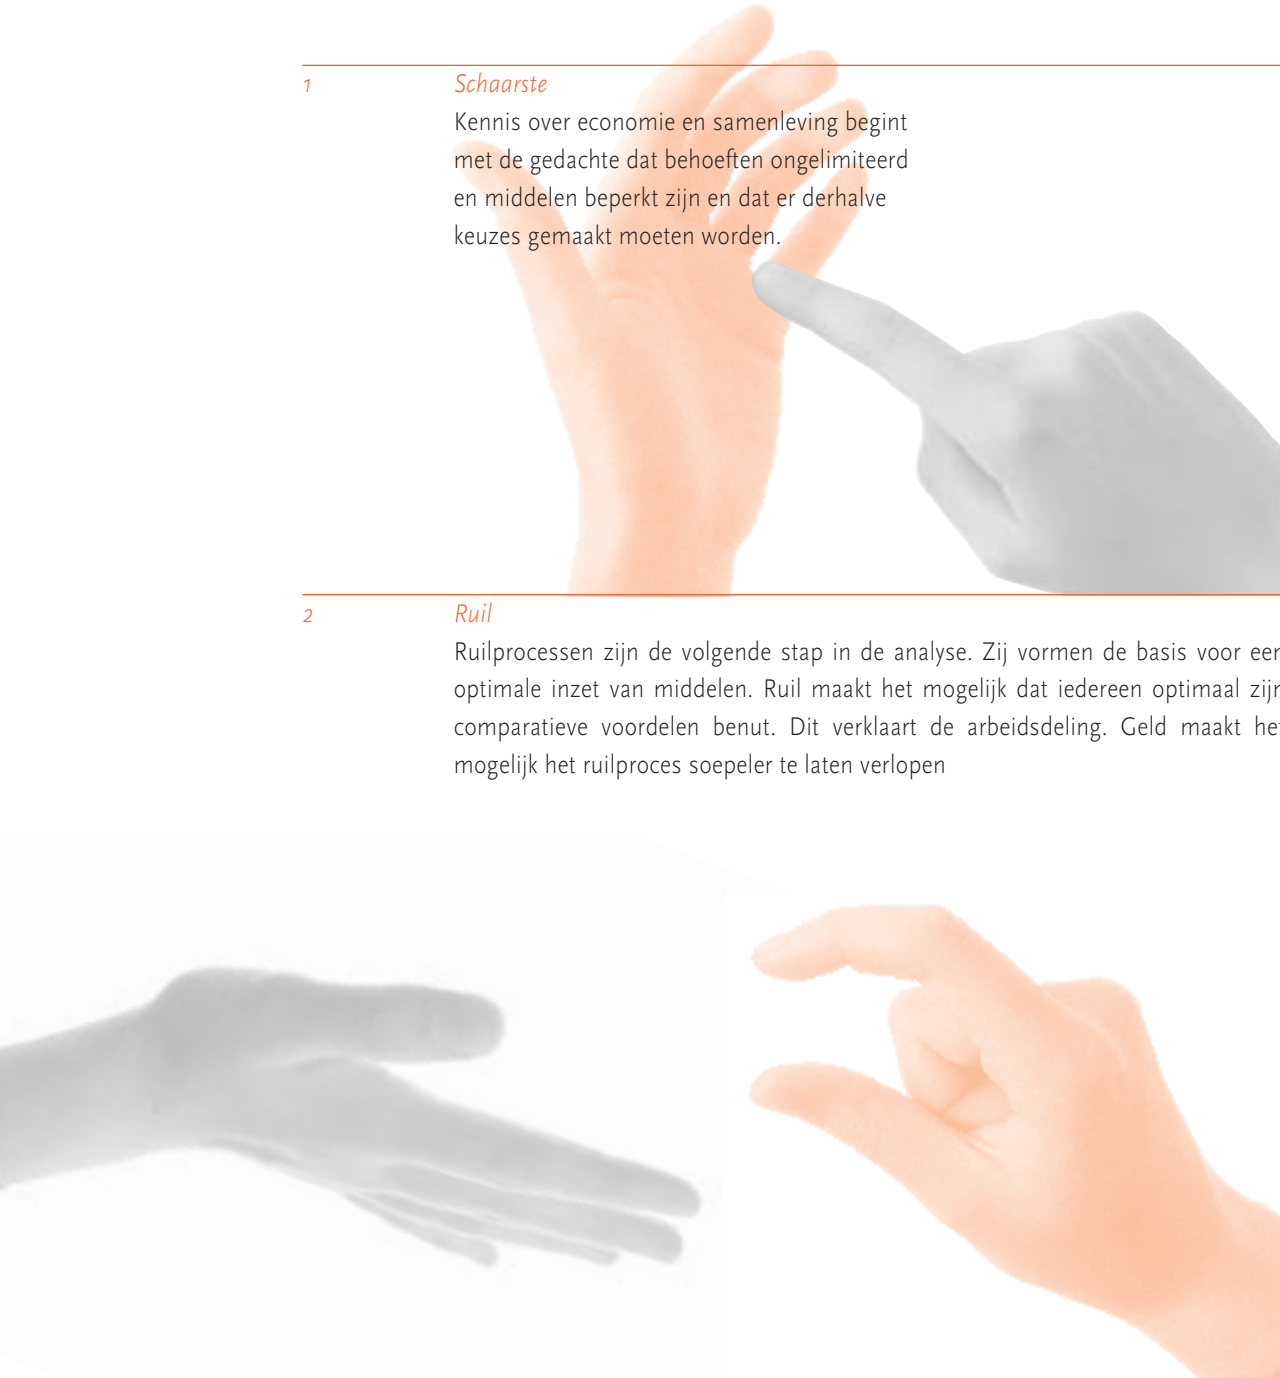 1 Schaarste
Kennis over economie en samenleving begint
met de gedachte dat behoeften ongelimiteerd
en middelen beperkt zijn en dat er derhalve
keuzes gemaakt moeten worden.
2 Ruil
Ruilprocessen zijn de volgende stap in de analyse. Zij vormen de basis voor een
optimale inzet van middelen. Ruil maakt het mogelijk dat iedereen optimaal zijn
comparatieve voordelen benut. Dit verklaart de arbeidsdeling. Geld maakt het
mogelijk het ruilproces soepeler te laten verlopen